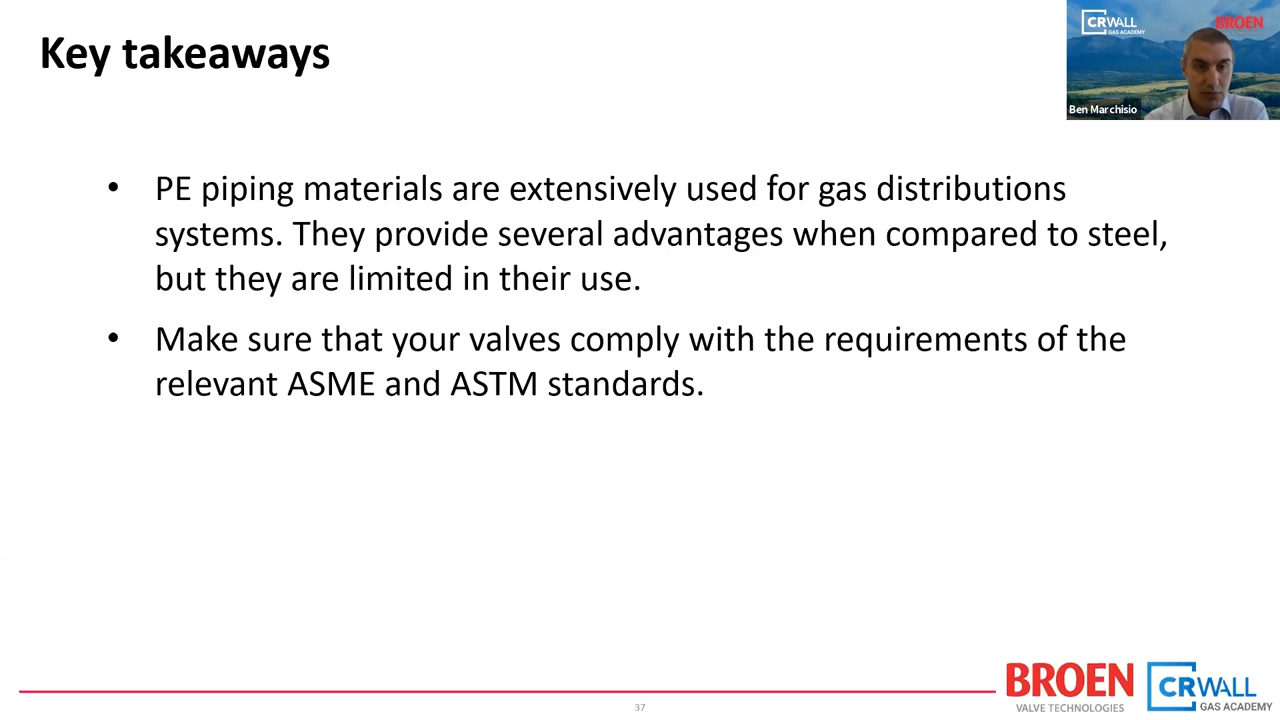 Key takeaways
CRWALL
GAS ACADEMY
BROEN
Ben Marchisio
• PE piping materials are extensively used for gas distributions
systems. They provide several advantages when compared to steel,
but they are limited in their use.
• Make sure that your valves comply with the requirements of the
relevant ASME and ASTM standards.
37
BROEN
VALVE TECHNOLOGIES
CRWALL
GAS ACADEMY